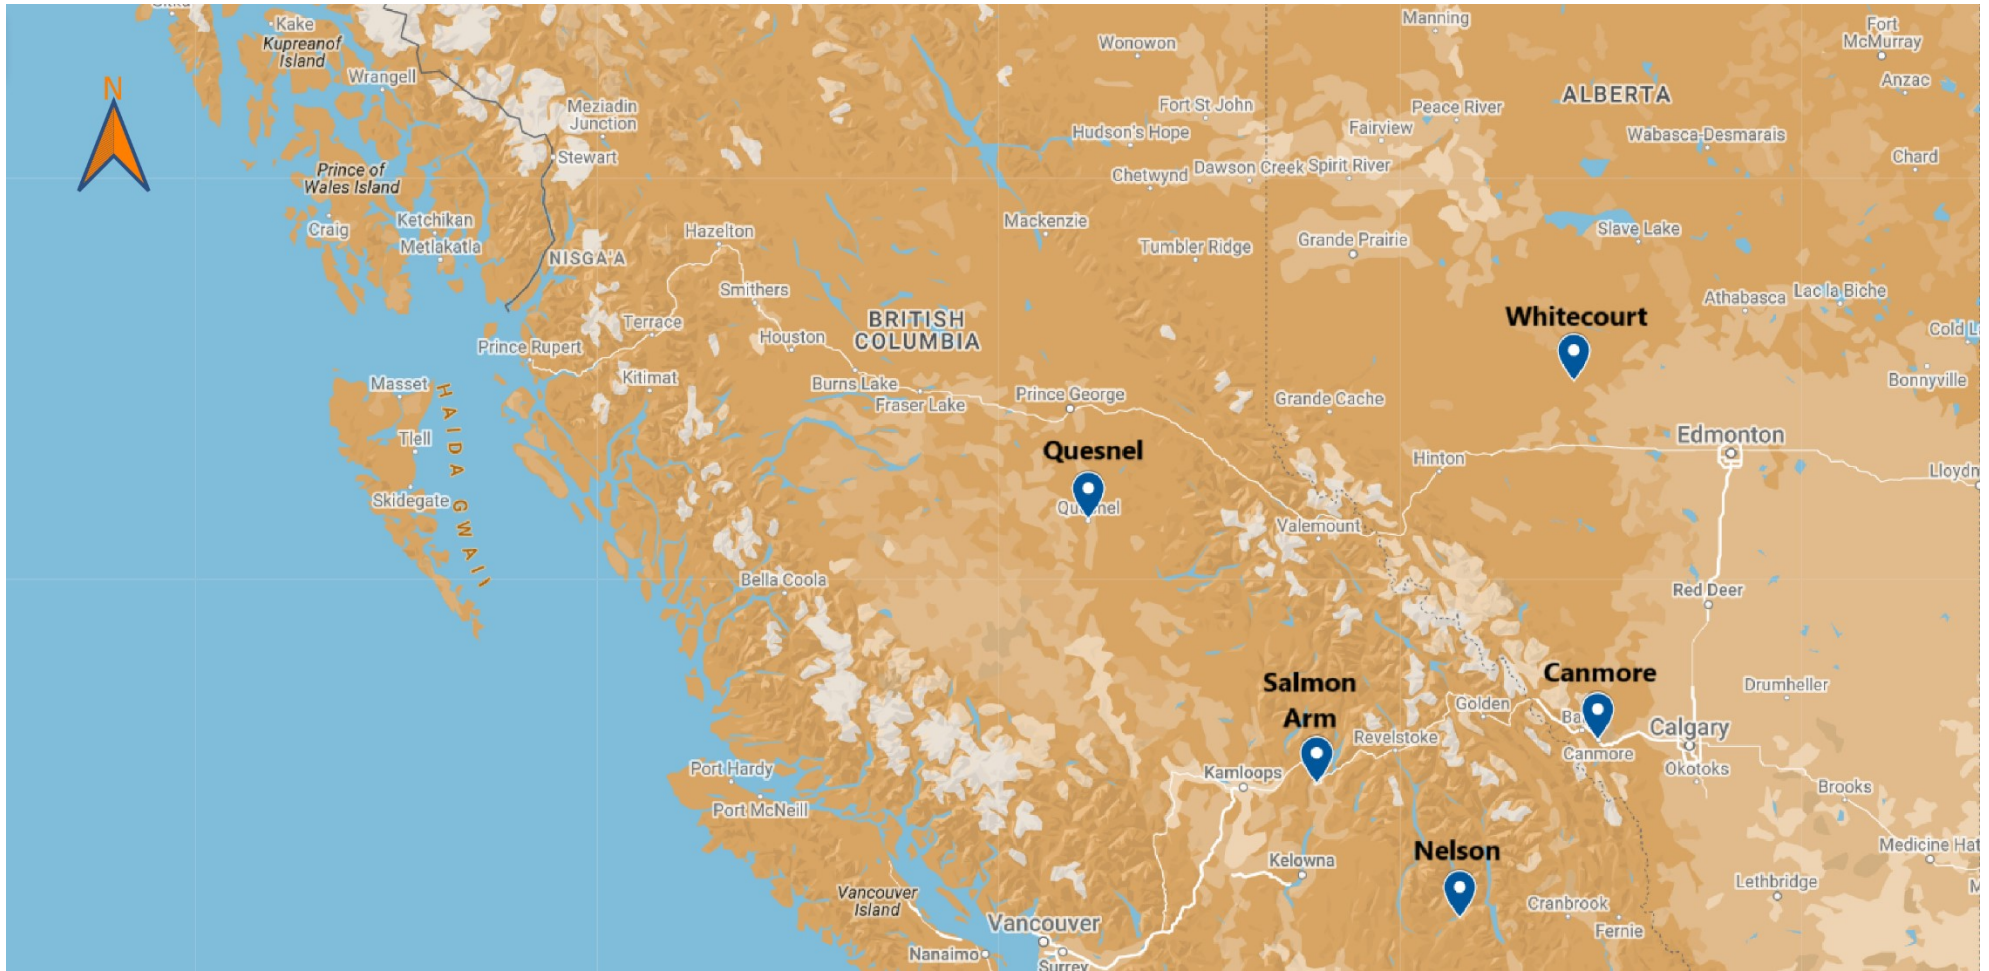 Kake
Manning
Fort
McMurray
Kupreanof
Island
Wonowon
Wrangell
Anzac
N
Meziadin
Junction
Fort St John
Peace River
ALBERTA
Hudson's Hope
Fairview
Wabasca-Desmarais
Stewart
Chard
Prince of
Wales Island
Chetwynd
Dawson Creek
Spirit River
Craig
Ketchikan
Metlakatla
Hazelton
Mackenzie
Tumbler Ridge
Grande Prairie
Slave Lake
NISGA'A
Smithers
Athabasca
Lac la Biche
Whitecourt
BRITISH
COLUMBIA
Terrace
Houston
Cold L
Prince Rupert
Masset
Kitimat
Burns Lake
Fraser Lake
Prince George
Grande Cache
Bonnyville
HAIDA GWAII
Tlell
Quesnel
Edmonton
Hinton
Skidegate
Valemount
Bella Coola
Red Deer
Salmon
Arm
Canmore
Drumheller
Golden
Calgary
Revelstoke
Canmore
Port Hardy
Kamloops
Okotoks
Port McNeill
Brooks
Nelson
Medicine Hat
Kelowna
Lethbridge
Vancouver
Island
Cranbrook
Vancouver
Fernie
Nanaimo
Surrey